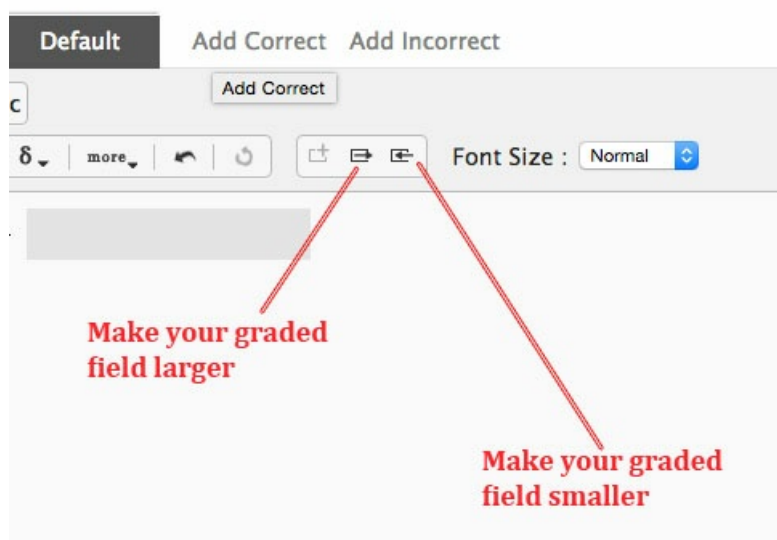 Default Add Correct Add Incorrect
Add Correct
c
δ more Font Size : Normal
Make your graded
field larger
Make your graded
field smaller